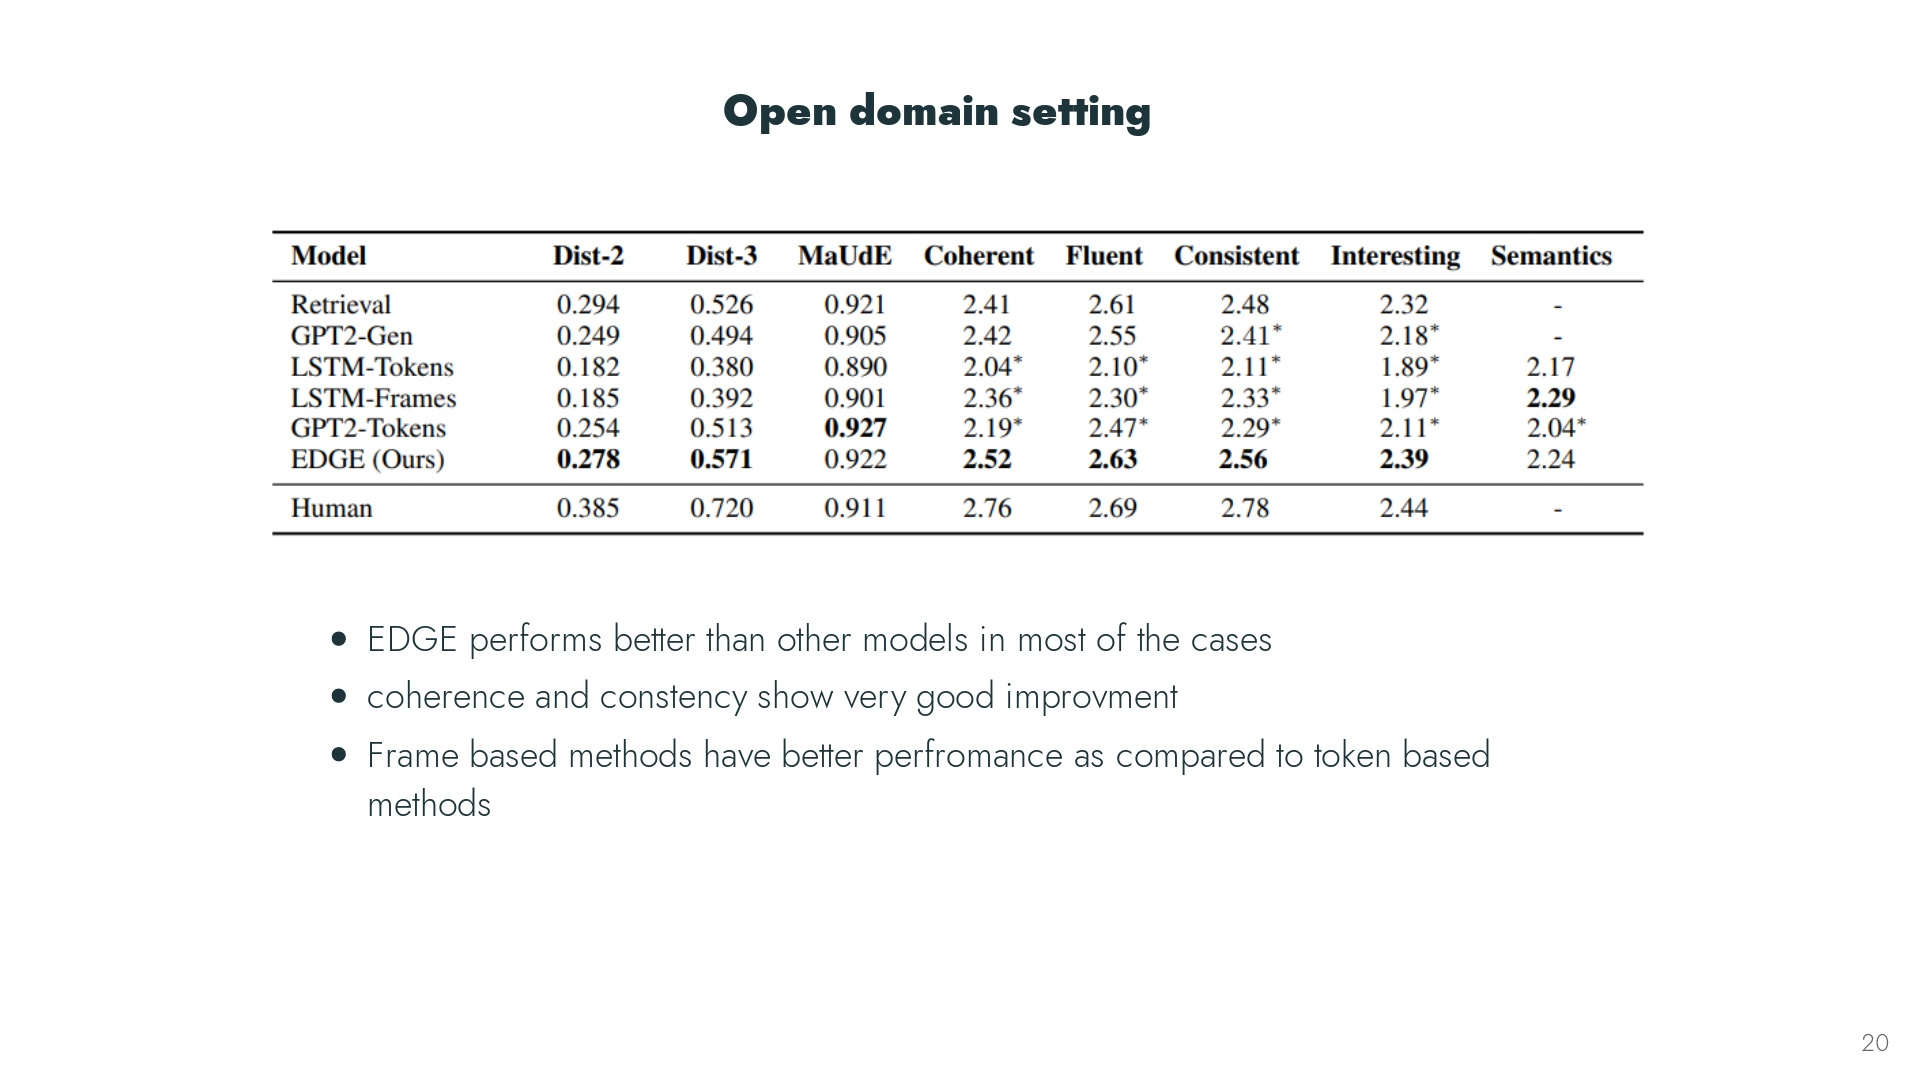 Open domain setting
Model Dist-2 Dist-3 MaUdE Coherent Fluent Consistent Interesting Semantics
Retrieval 0.294 0.526 0.921 2.41 2.61 2.48 2.32 -
GPT2-Gen 0.249 0.494 0.905 2.42 2.55 2.41* 2.18* -
LSTM-Tokens 0.182 0.380 0.890 2.04* 2.10* 2.11* 1.89* 2.17
LSTM-Frames 0.185 0.392 0.901 2.36* 2.30* 2.33* 1.97* 2.29
GPT2-Tokens 0.254 0.513 0.927 2.19* 2.47* 2.29* 2.11* 2.04*
EDGE (Ours) 0.278 0.571 0.922 2.52 2.63 2.56 2.39 2.24
Human 0.385 0.720 0.911 2.76 2.69 2.78 2.44 -
● EDGE performs better than other models in most of the cases
● coherence and constency show very good improvment
● Frame based methods have better perfromance as compared to token based
methods
20